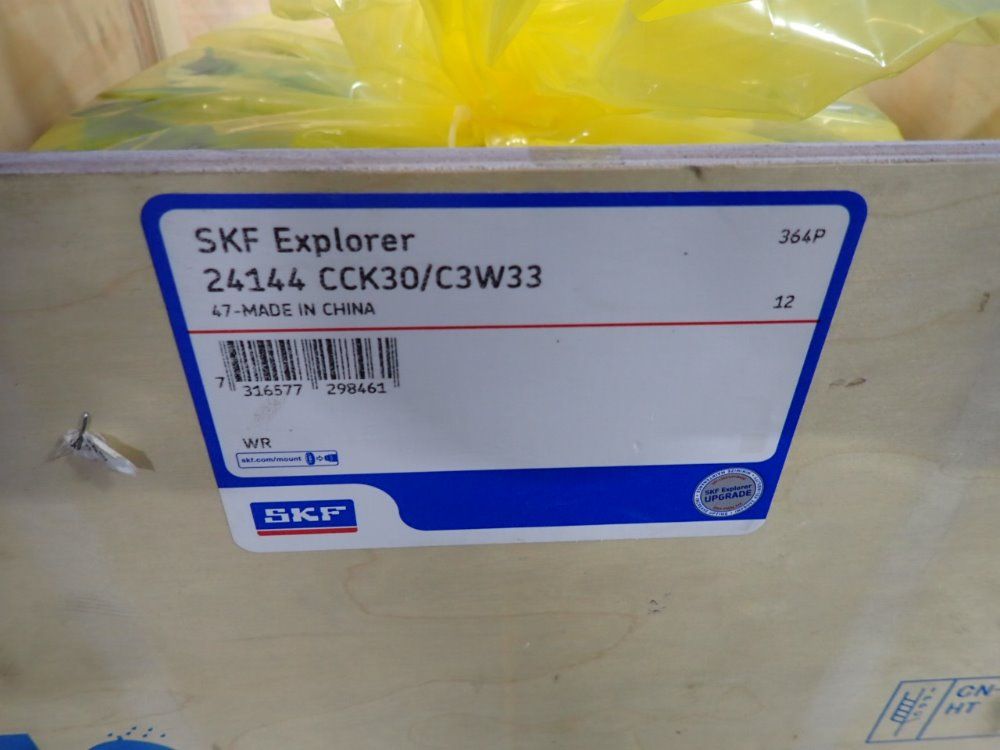 SKF Explorer
364P
24144 CCK30/C3W33
47-MADE IN CHINA
12
7 316577 298461
WR
skf.com/mount
SKF
SKF Explorer
UPGRADE
CN-
HT